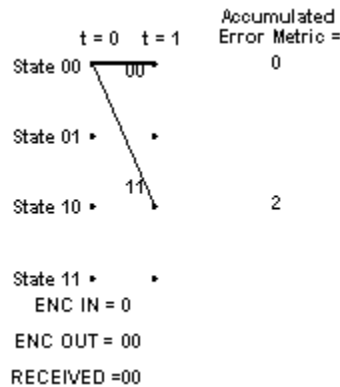 Accumulated
t = 0 t = 1 Error Metric =
State 00 00 0
State 01
11
State 10 2
State 11
ENC IN = 0
ENC OUT = 00
RECEIVED =00